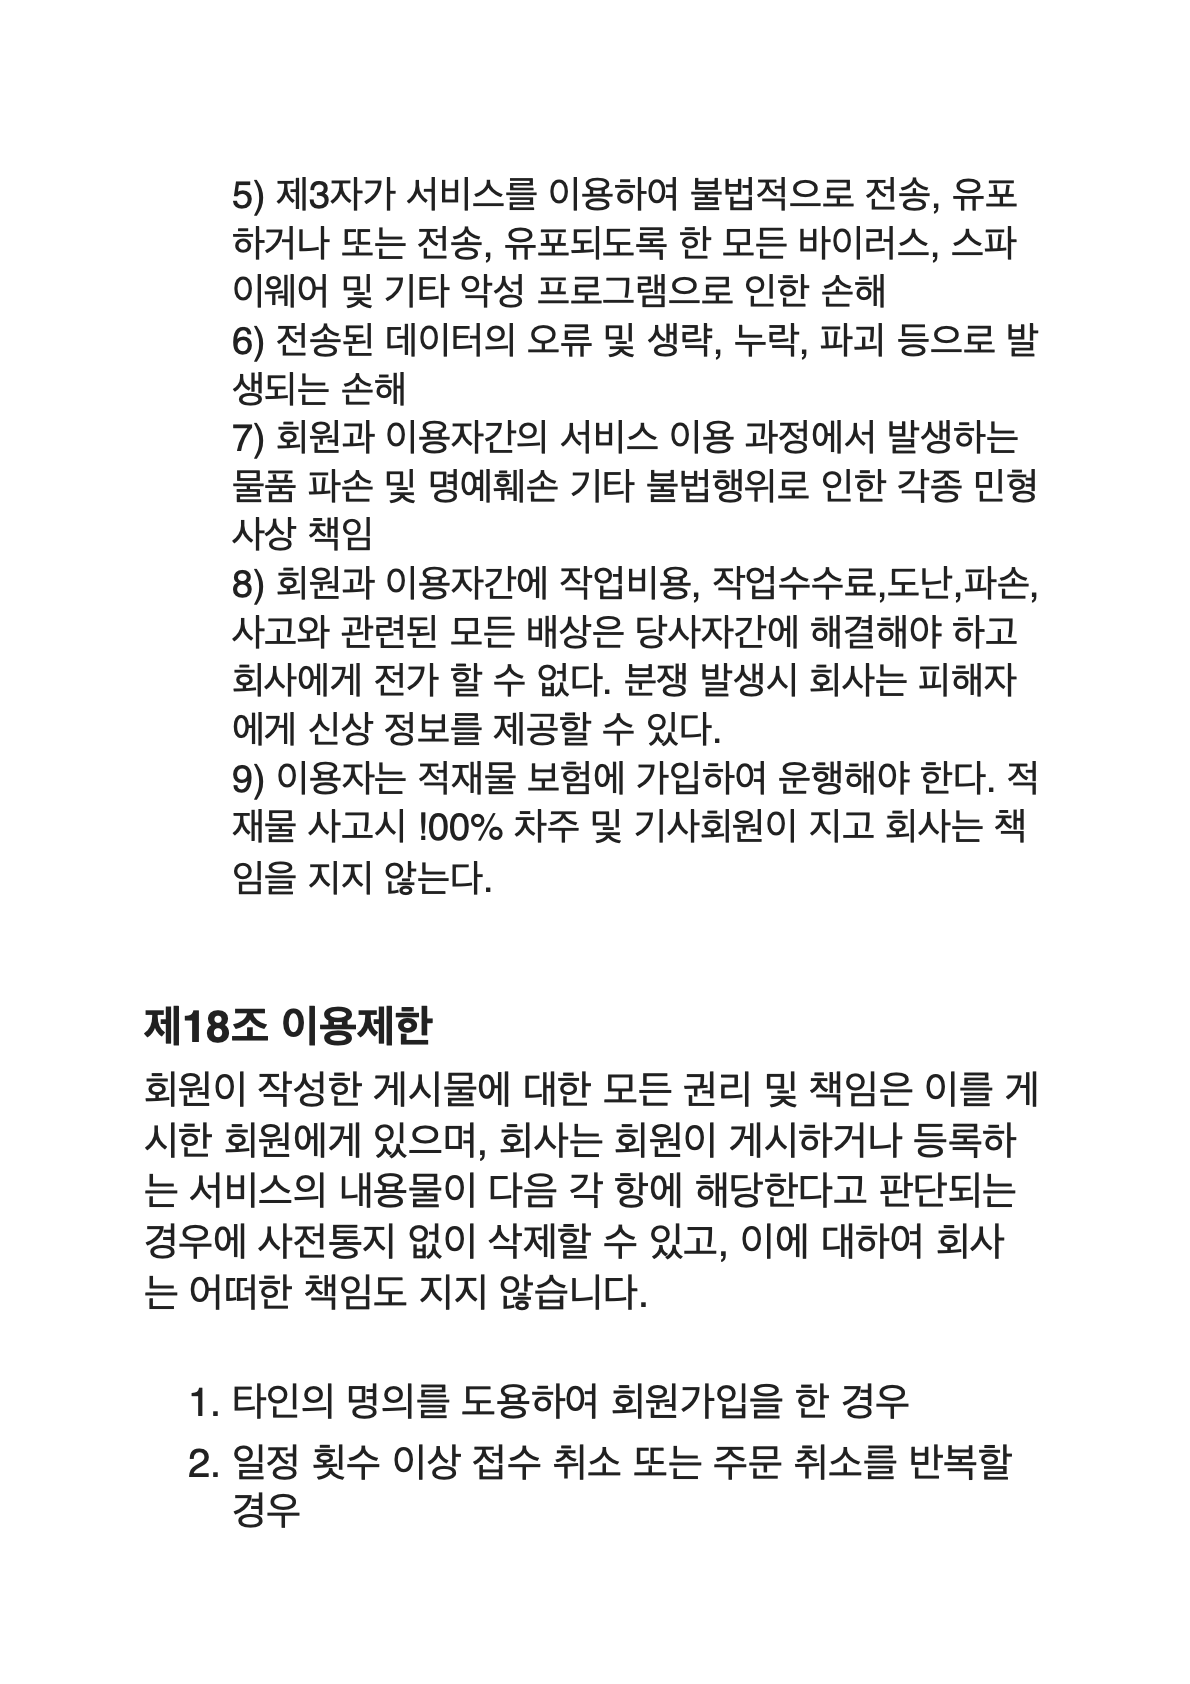 5) 제3자가 서비스를 이용하여 불법적으로 전송, 유포
하거나 또는 전송, 유포되도록 한 모든 바이러스, 스파
이웨어 및 기타 악성 프로그램으로 인한 손해
6) 전송된 데이터의 오류 및 생략, 누락, 파괴 등으로 발
생되는 손해
7) 회원과 이용자간의 서비스 이용 과정에서 발생하는
물품 파손 및 명예훼손 기타 불법행위로 인한 각종 민형
사상 책임
8) 회원과 이용자간에 작업비용, 작업수수료,도난,파손,
사고와 관련된 모든 배상은 당사자간에 해결해야 하고
회사에게 전가 할 수 없다. 분쟁 발생시 회사는 피해자
에게 신상 정보를 제공할 수 있다.
9) 이용자는 적재물 보험에 가입하여 운행해야 한다. 적
재물 사고시 !00% 차주 및 기사회원이 지고 회사는 책
임을 지지 않는다.
제18조 이용제한
회원이 작성한 게시물에 대한 모든 권리 및 책임은 이를 게
시한 회원에게 있으며, 회사는 회원이 게시하거나 등록하
는 서비스의 내용물이 다음 각 항에 해당한다고 판단되는
경우에 사전통지 없이 삭제할 수 있고, 이에 대하여 회사
는 어떠한 책임도 지지 않습니다.
1. 타인의 명의를 도용하여 회원가입을 한 경우
2. 일정 횟수 이상 접수 취소 또는 주문 취소를 반복할
경우